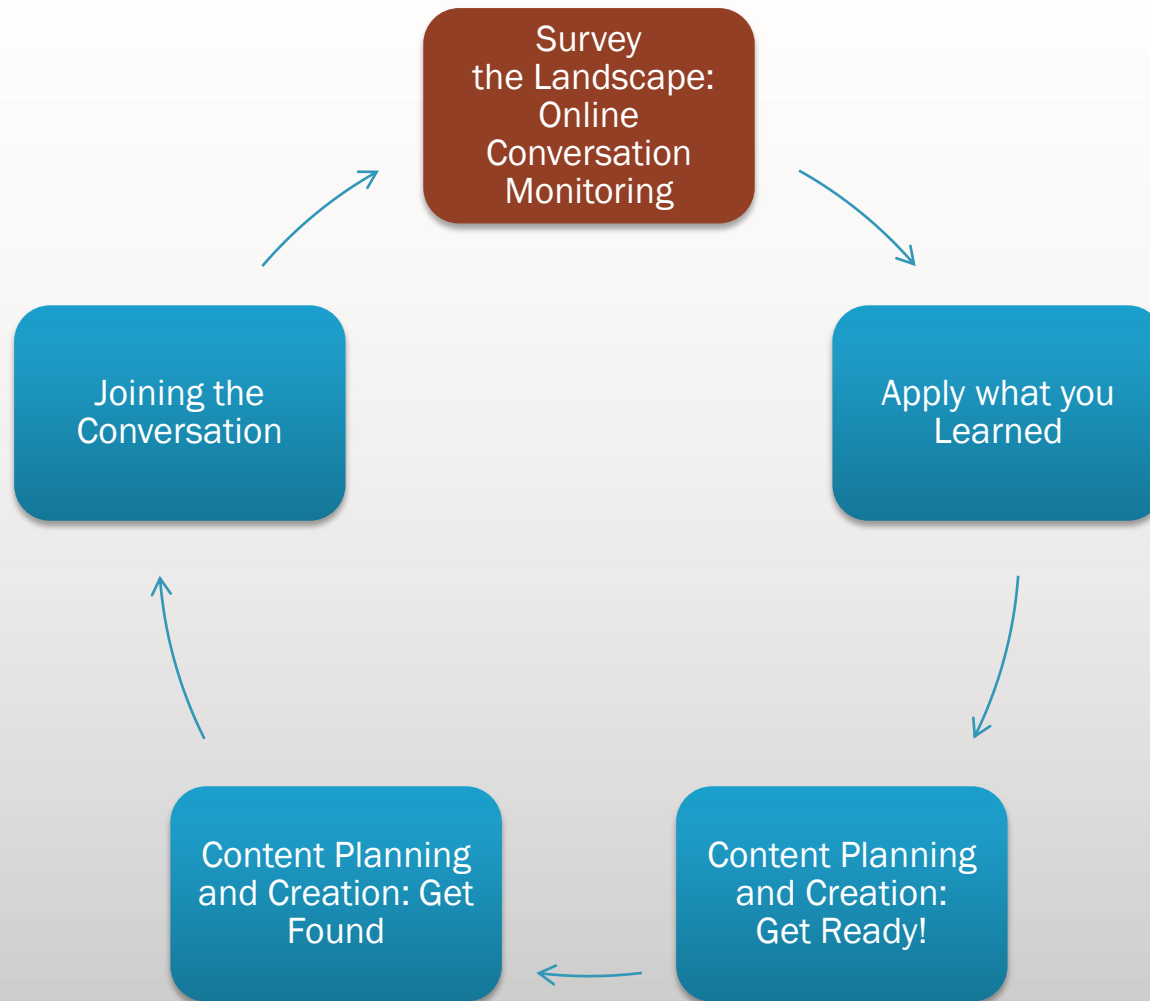 Survey
the Landscape:
Online
Conversation
Monitoring
Apply what you
Learned
Content Planning
and Creation:
Get Ready!
Content Planning
and Creation: Get
Found
Joining the
Conversation